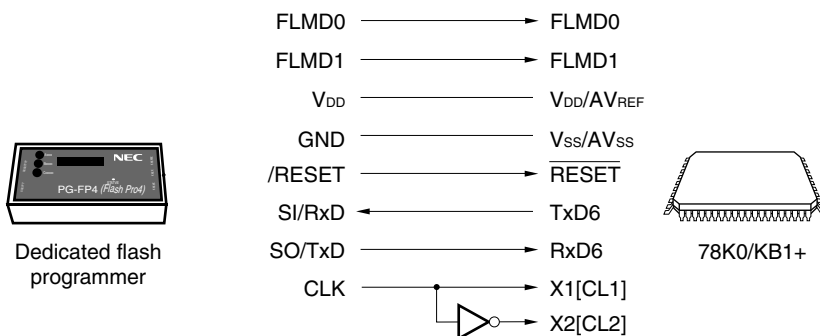 FLMD0 FLMD0
FLMD1 FLMD1
VDD VDD/AVREF
GND VSS/AVSS
/RESET RESET
SI/RxD TxD6
SO/TxD RxD6
CLK X1[CL1]
X2[CL2]
NEC
PG-FP4 (Flash Pro4)
Dedicated flash
programmer
78K0/KB1+